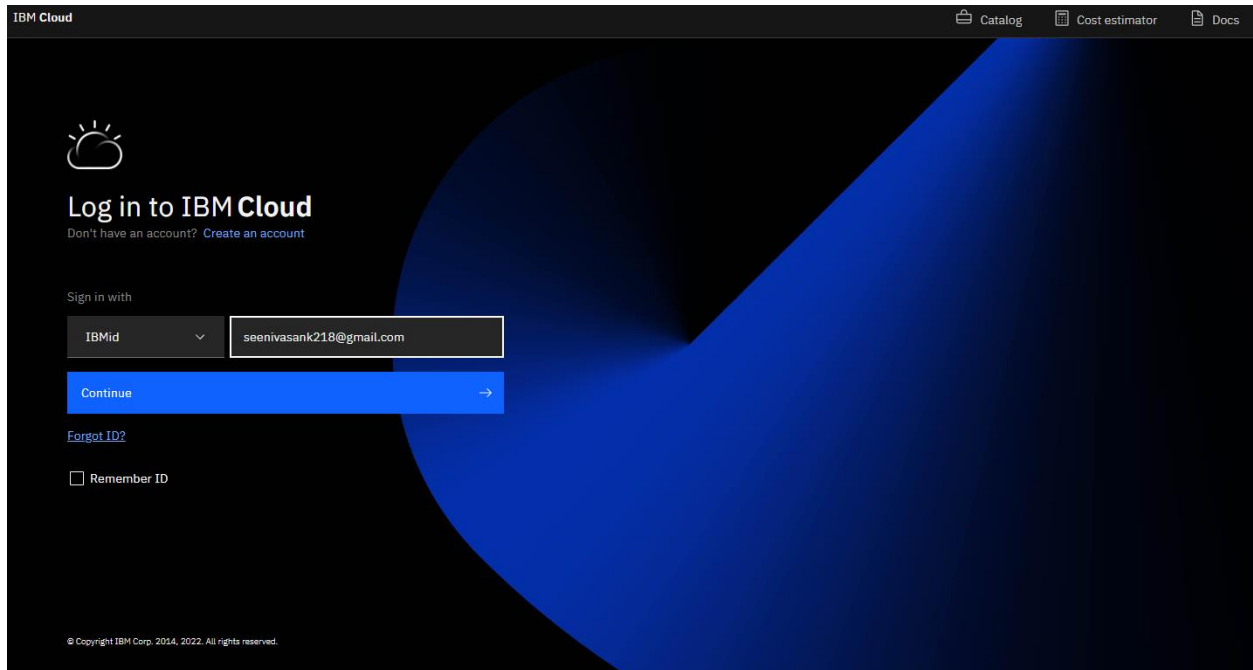 IBM Cloud
Catalog
Cost estimator
Docs
Log in to IBM Cloud
Don't have an account? Create an account
Sign in with
IBMid
seenivasank218@gmail.com
Continue
Forgot ID?
Remember ID
© Copyright IBM Corp. 2014, 2022. All rights reserved.